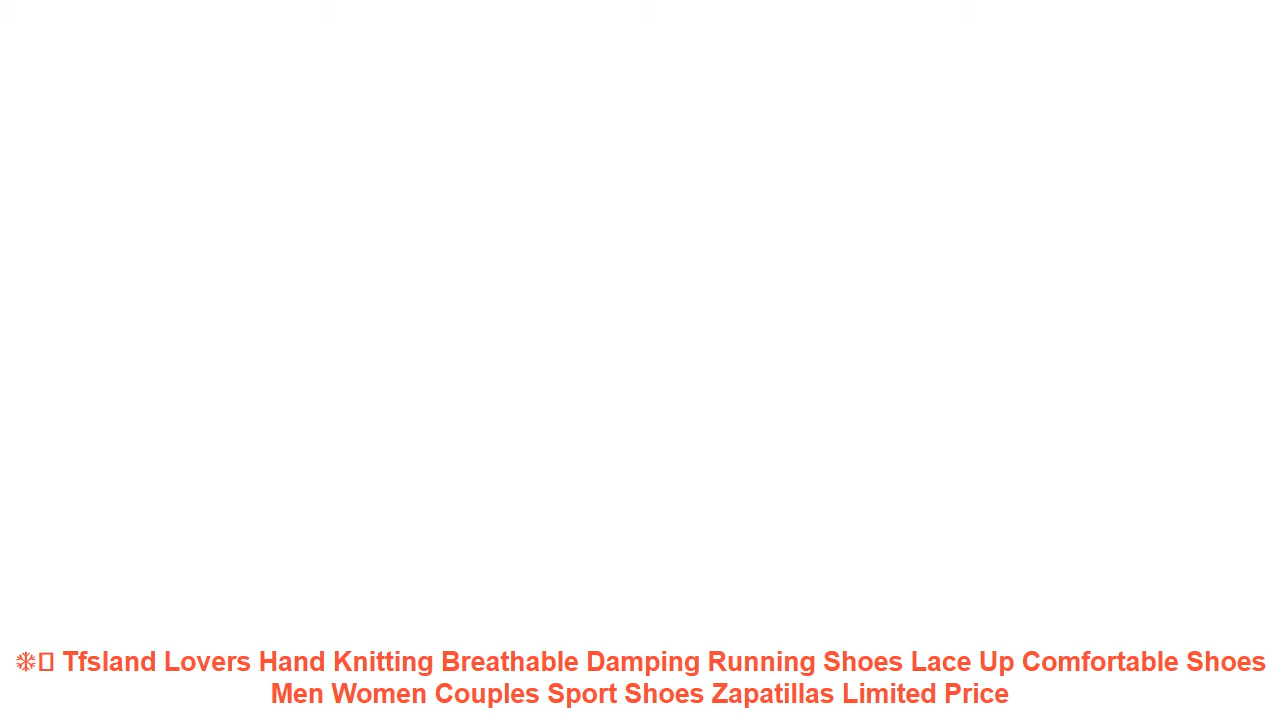 ❄️ Tfsland Lovers Hand Knitting Breathable Damping Running Shoes Lace Up Comfortable Shoes
Men Women Couples Sport Shoes Zapatillas Limited Price